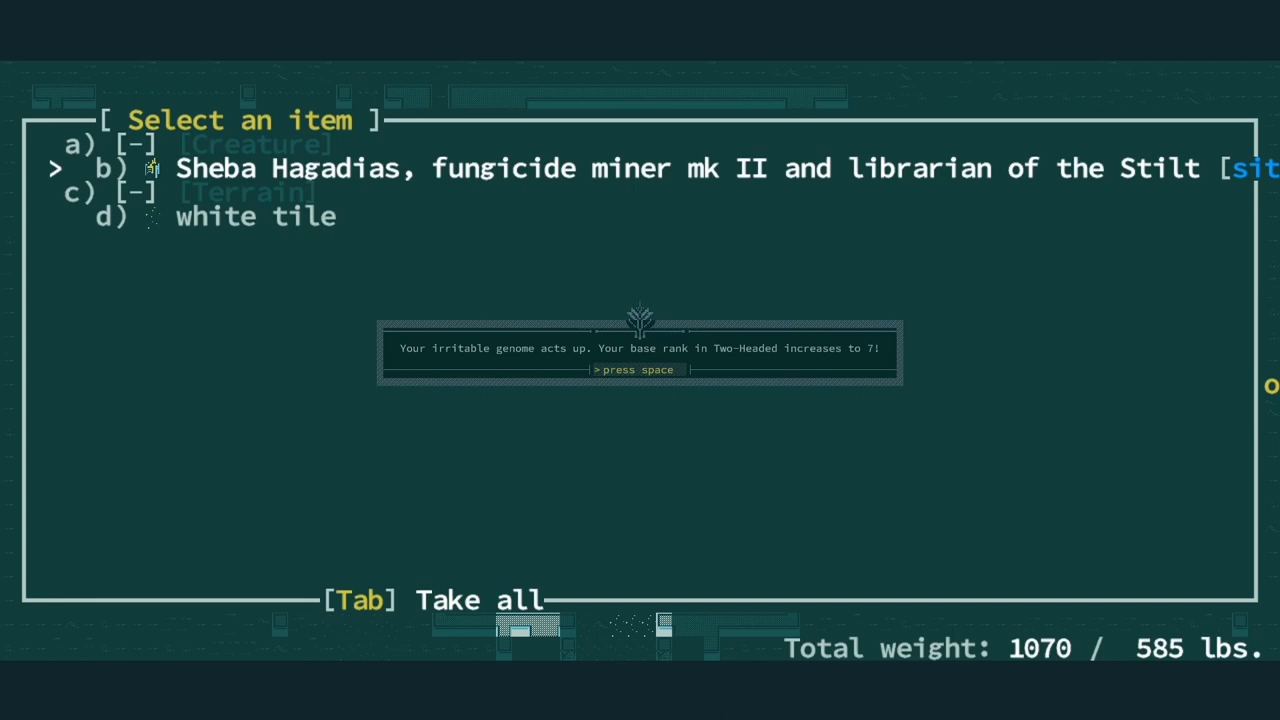 [ Select an item ]
a) [-] [Creature]
> b) Sheba Hagadias, fungicide miner mk II and librarian of the Stilt [sit
c) [-] [Terrain]
d) white tile
Your irritable genome acts up. Your base rank in Two-Headed increases to 7!
> press space
o
[Tab] Take all
Total weight: 1070 / 585 lbs.